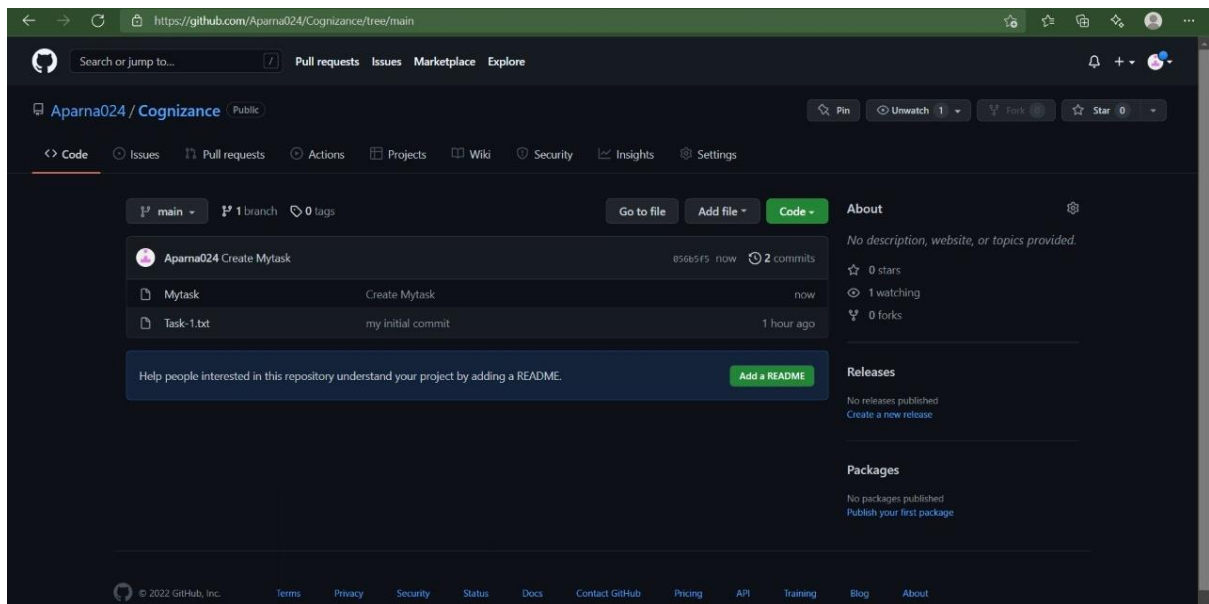 https://github.com/Aparna024/Cognizance/tree/main
Search or jump to... / Pull requests Issues Marketplace Explore
Aparna024 / Cognizance Public
Pin Unwatch 1 Fork 0 Star 0
Code Issues Pull requests Actions Projects Wiki Security Insights Settings
main 1 branch 0 tags Go to file Add file Code
Aparna024 Create Mytask 056b5f5 now 2 commits
Mytask Create Mytask now
Task-1.txt my initial commit 1 hour ago
Help people interested in this repository understand your project by adding a README. Add a README
About
No description, website, or topics provided.
0 stars
1 watching
0 forks
Releases
No releases published
Create a new release
Packages
No packages published
Publish your first package
© 2022 GitHub, Inc. Terms Privacy Security Status Docs Contact GitHub Pricing API Training Blog About